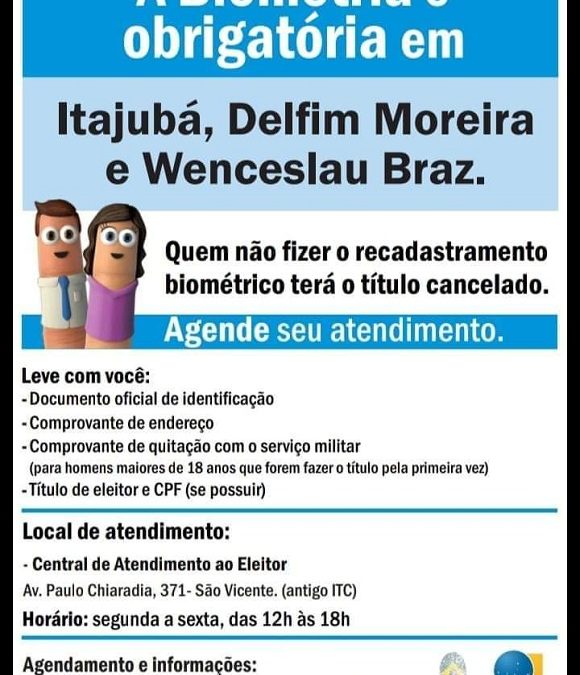 A Biometria é
obrigatória em
Itajubá, Delfim Moreira
e Wenceslau Braz.
Quem não fizer o recadastramento
biométrico terá o título cancelado.
Agende seu atendimento.
Leve com você:
- Documento oficial de identificação
- Comprovante de endereço
- Comprovante de quitação com o serviço militar
(para homens maiores de 18 anos que forem fazer o título pela primeira vez)
- Título de eleitor e CPF (se possuir)
Local de atendimento:
- Central de Atendimento ao Eleitor
Av. Paulo Chiaradia, 371- São Vicente. (antigo ITC)
Horário: segunda a sexta, das 12h às 18h
Agendamento e informações: